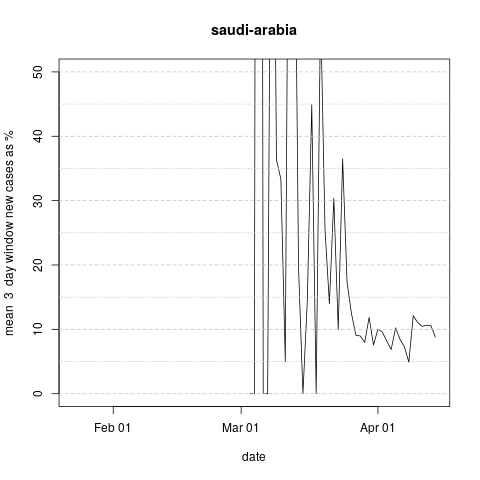 saudi-arabia
mean  3  day window new cases as %
50
40
30
20
10
0
Feb 01
Mar 01
Apr 01
date